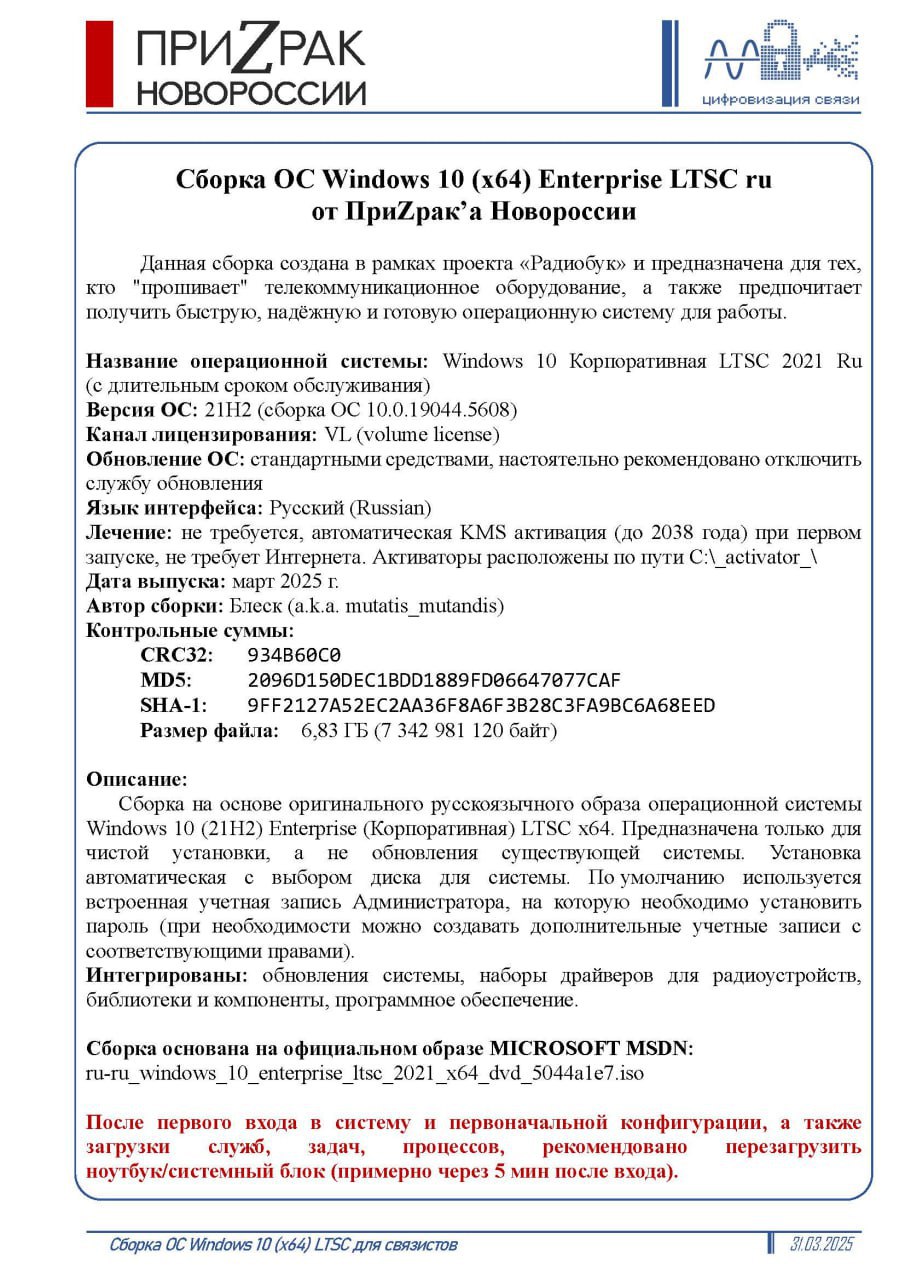 ПРИZРАК
НОВОРОССИИ
цифровизация связи
Сборка ОС Windows 10 (x64) Enterprise LTSC ru
от ПриZрак’а Новороссии
Данная сборка создана в рамках проекта «Радиобук» и предназначена для тех,
кто "прошивает" телекоммуникационное оборудование, а также предпочитает
получить быструю, надёжную и готовую операционную систему для работы.
Название операционной системы: Windows 10 Корпоративная LTSC 2021 Ru
(с длительным сроком обслуживания)
Версия ОС: 21H2 (сборка ОС 10.0.19044.5608)
Канал лицензирования: VL (volume license)
Обновление ОС: стандартными средствами, настоятельно рекомендовано отключить
службу обновления
Язык интерфейса: Русский (Russian)
Лечение: не требуется, автоматическая KMS активация (до 2038 года) при первом
запуске, не требует Интернета. Активаторы расположены по пути C:\_activator_\
Дата выпуска: март 2025 г.
Автор сборки: Блеск (a.k.a. mutatis_mutandis)
Контрольные суммы:
CRC32: 934B60C0
MD5: 2096D150DEC1BDD1889FD06647077CAF
SHA-1: 9FF2127A52EC2AA36F8A6F3B28C3FA9BC6A68EED
Размер файла: 6,83 ГБ (7 342 981 120 байт)
Описание:
Сборка на основе оригинального русскоязычного образа операционной системы
Windows 10 (21H2) Enterprise (Корпоративная) LTSC x64. Предназначена только для
чистой установки, а не обновления существующей системы. Установка
автоматическая с выбором диска для системы. По умолчанию используется
встроенная учетная запись Администратора, на которую необходимо установить
пароль (при необходимости можно создавать дополнительные учетные записи с
соответствующими правами).
Интегрированы: обновления системы, наборы драйверов для радиоустройств,
библиотеки и компоненты, программное обеспечение.
Сборка основана на официальном образе MICROSOFT MSDN:
ru-ru_windows_10_enterprise_ltsc_2021_x64_dvd_5044a1e7.iso
После первого входа в систему и первоначальной конфигурации, а также
загрузки служб, задач, процессов, рекомендовано перезагрузить
ноутбук/системный блок (примерно через 5 мин после входа).
Сборка ОС Windows 10 (x64) LTSC для связистов
31.03.2025